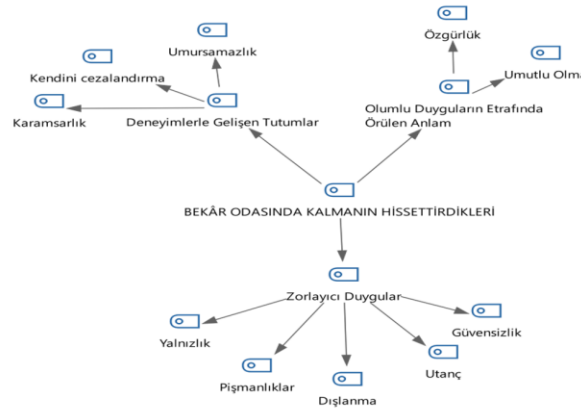 Özgürlük
Umursamazlık
Kendini cezalandırma
Umutlu Olma
Karamsarlık
Deneyimlerle Gelişen Tutumlar
Olumlu Duyguların Etrafında
Örülen Anlam
BEKÂR ODASINDA KALMANIN HİSSETTİRDİKLERİ
Zorlayıcı Duygular
Yalnızlık
Güvensizlik
Pişmanlıklar
Utanç
Dışlanma